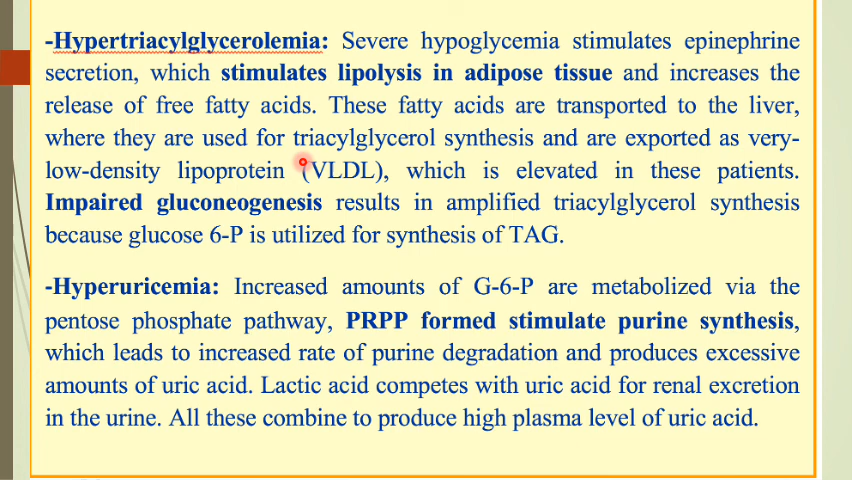 -Hypertriacylglycerolemia: Severe hypoglycemia stimulates epinephrine
secretion, which stimulates lipolysis in adipose tissue and increases the
release of free fatty acids. These fatty acids are transported to the liver,
where they are used for triacylglycerol synthesis and are exported as very-
low-density lipoprotein (VLDL), which is elevated in these patients.
Impaired gluconeogenesis results in amplified triacylglycerol synthesis
because glucose 6-P is utilized for synthesis of TAG.
-Hyperuricemia: Increased amounts of G-6-P are metabolized via the
pentose phosphate pathway, PRPP formed stimulate purine synthesis,
which leads to increased rate of purine degradation and produces excessive
amounts of uric acid. Lactic acid competes with uric acid for renal excretion
in the urine. All these combine to produce high plasma level of uric acid.